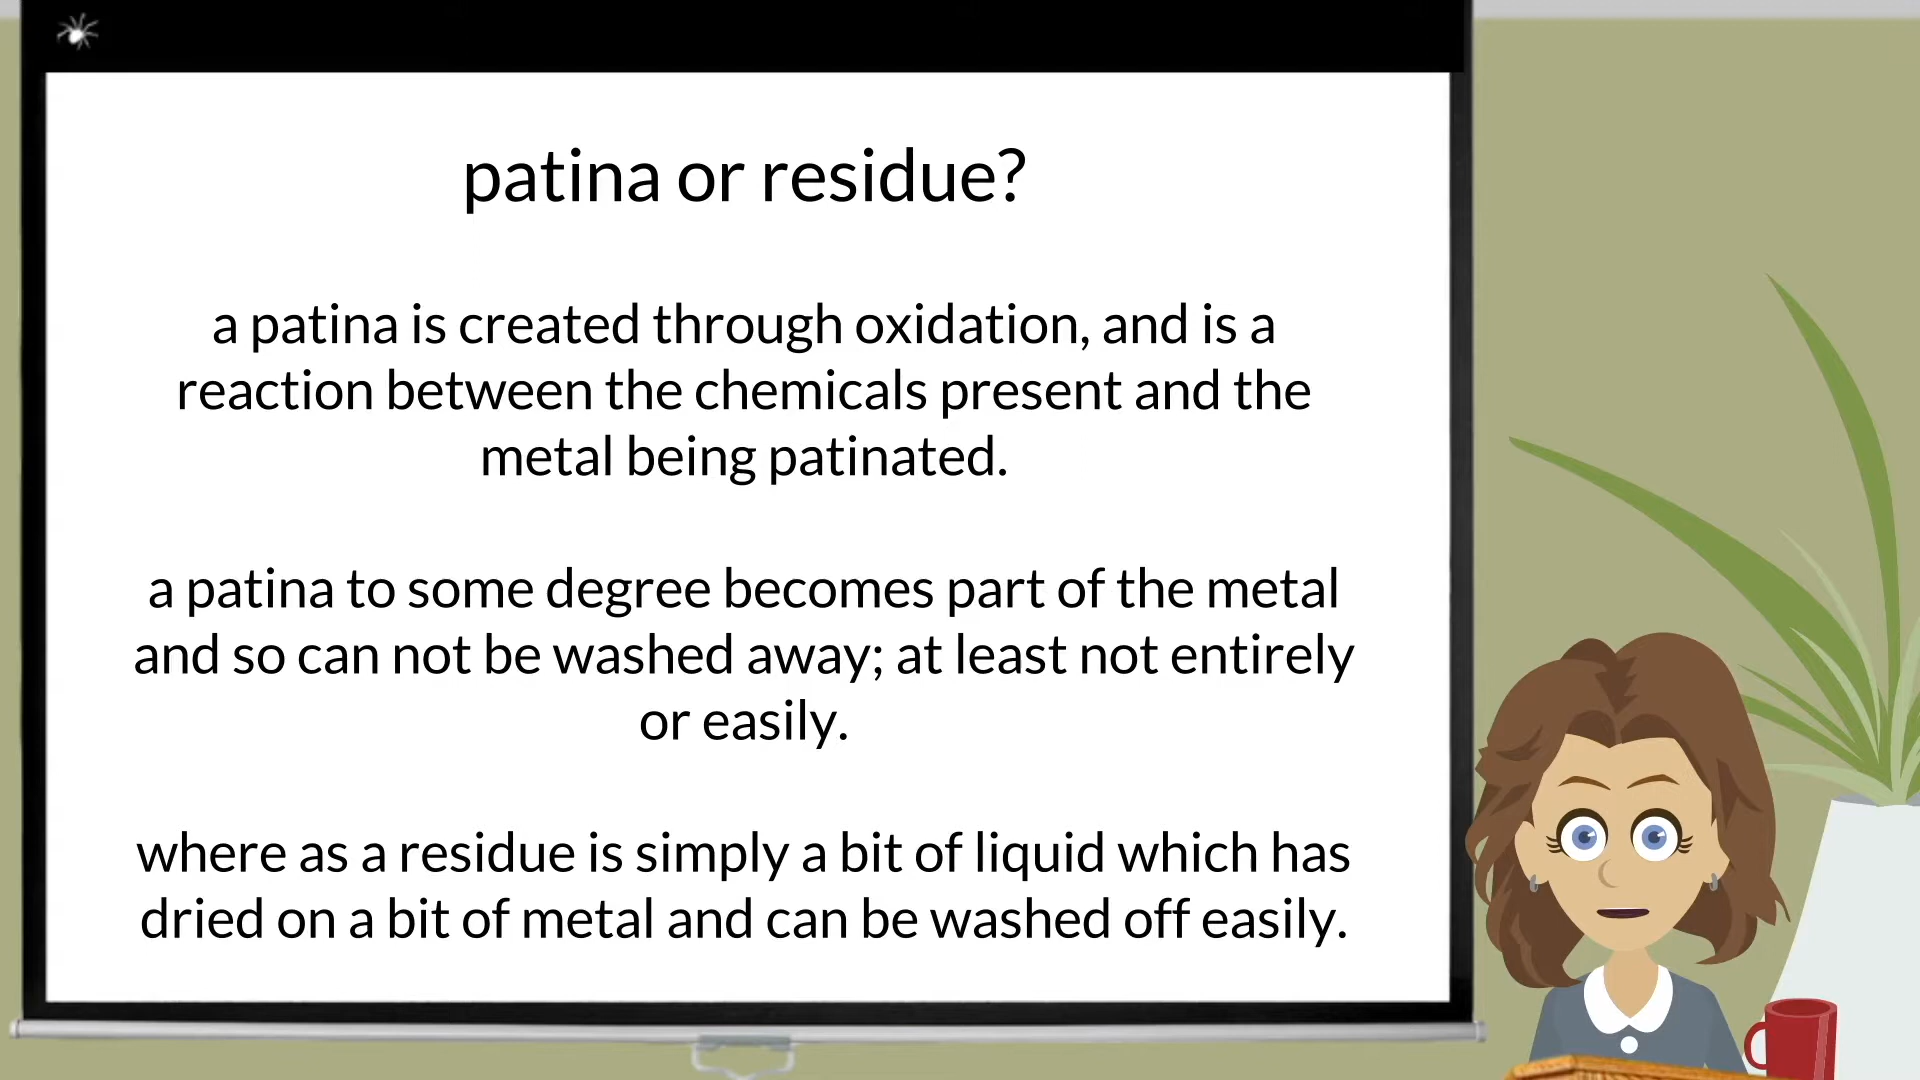 patina or residue?
a patina is created through oxidation, and is a
reaction between the chemicals present and the
metal being patinated.
a patina to some degree becomes part of the metal
and so can not be washed away; at least not entirely
or easily.
where as a residue is simply a bit of liquid which has
dried on a bit of metal and can be washed off easily.